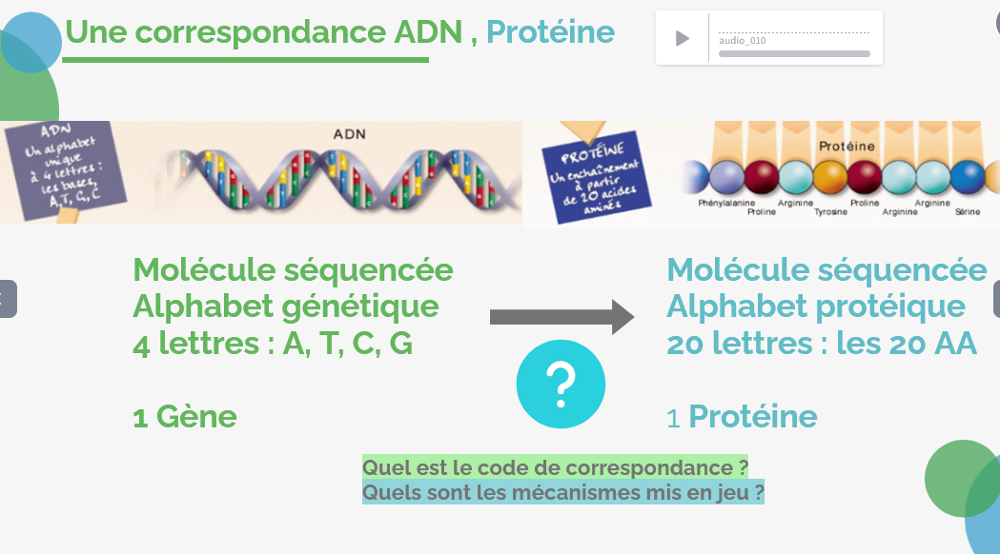 Une correspondance ADN , Protéine
audio_010
ADN
Un alphabet
unique
à 4 lettres :
les bases,
A, T, G, C
ADN
PROTÉINE
Un enchaînement
à partir
de 20 acides
aminés
Protéine
Phénylalanine
Proline
Arginine
Tyrosine
Proline
Arginine
Arginine
Sérine
Molécule séquencée
Alphabet génétique
4 lettres : A, T, C, G
1 Gène
?
Molécule séquencée
Alphabet protéique
20 lettres : les 20 AA
1 Protéine
Quel est le code de correspondance ?
Quels sont les mécanismes mis en jeu ?